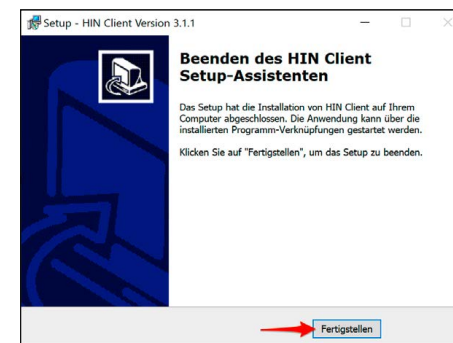 Setup - HIN Client Version 3.1.1
Beenden des HIN Client
Setup-Assistenten
Das Setup hat die Installation von HIN Client auf Ihrem
Computer abgeschlossen. Die Anwendung kann über die
installierten Programm-Verknüpfungen gestartet werden.
Klicken Sie auf "Fertigstellen", um das Setup zu beenden.
Fertigstellen